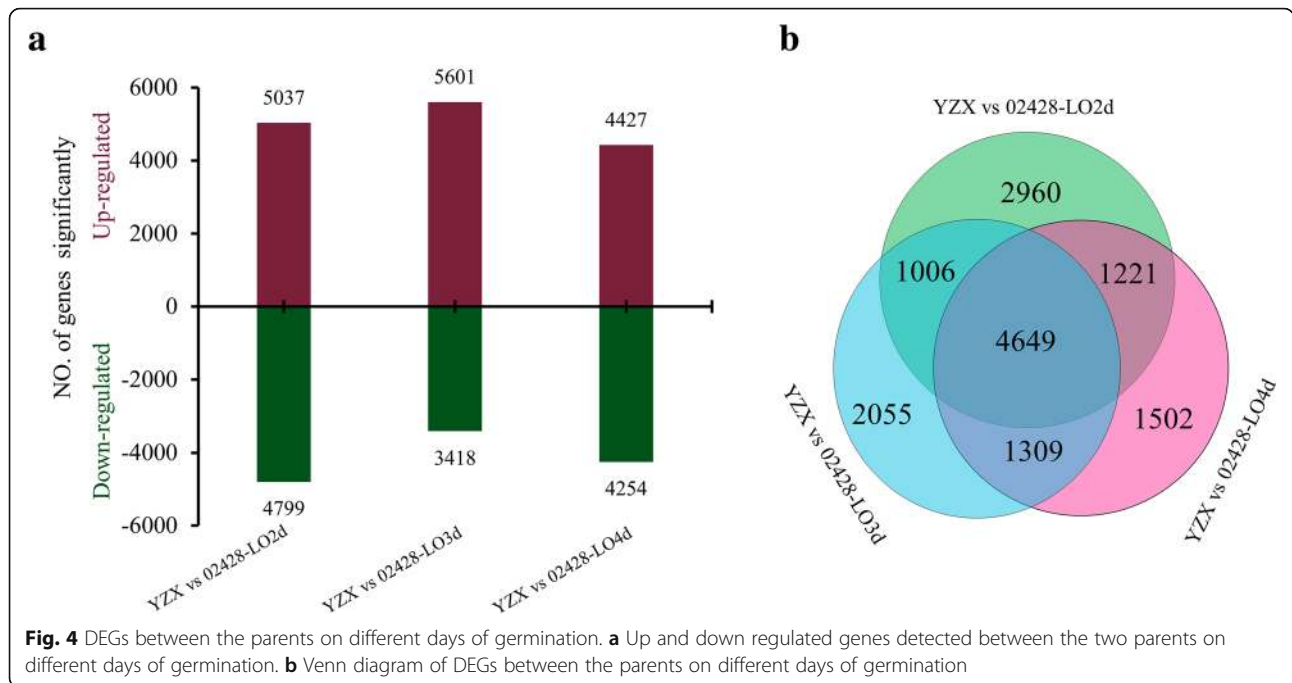 a
b
NO. of genes significantly
Up-regulated
Down-regulated
6000
4000
2000
0
-2000
-4000
-6000
5037
5601
4427
4799
3418
4254
YZX vs 02428-LO2d
YZX vs 02428-LO3d
YZX vs 02428-LO4d
YZX vs 02428-LO2d
2960
1006
1221
4649
2055
1309
1502
YZX vs 02428-LO3d
YZX vs 02428-LO4d
Fig. 4 DEGs between the parents on different days of germination. a Up and down regulated genes detected between the two parents on
different days of germination. b Venn diagram of DEGs between the parents on different days of germination